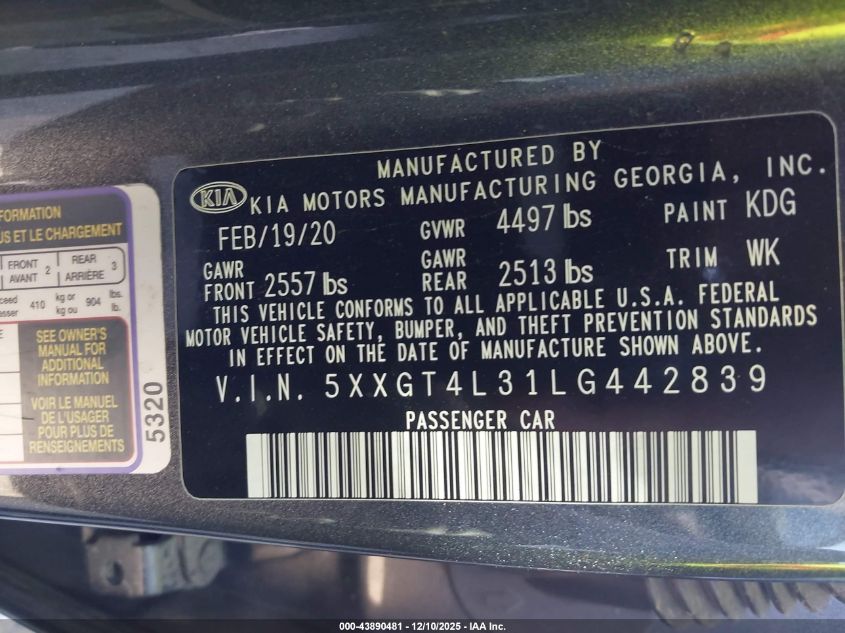 FORMATION
US ET LE CHARGEMENT
FRONT AVANT 2 REAR ARRIÈRE 3
xceed 410 kg or 904 lbs.
asser kg ou lb.
SEE OWNER'S
MANUAL FOR
ADDITIONAL
INFORMATION
VOIR LE MANUEL
DE L'USAGER
POUR PLUS DE
RENSEIGNEMENTS
5320
MANUFACTURED BY
KIA KIA MOTORS MANUFACTURING GEORGIA, INC.
FEB/19/20 GVWR 4497 lbs PAINT KDG
GAWR FRONT 2557 lbs GAWR REAR 2513 lbs TRIM WK
THIS VEHICLE CONFORMS TO ALL APPLICABLE U.S.A. FEDERAL
MOTOR VEHICLE SAFETY, BUMPER, AND THEFT PREVENTION STANDARDS
IN EFFECT ON THE DATE OF MANUFACTURE SHOWN ABOVE.
V.I.N. 5XXGT4L31LG442839
PASSENGER CAR
000-43890481 - 12/10/2025 - IAA Inc.